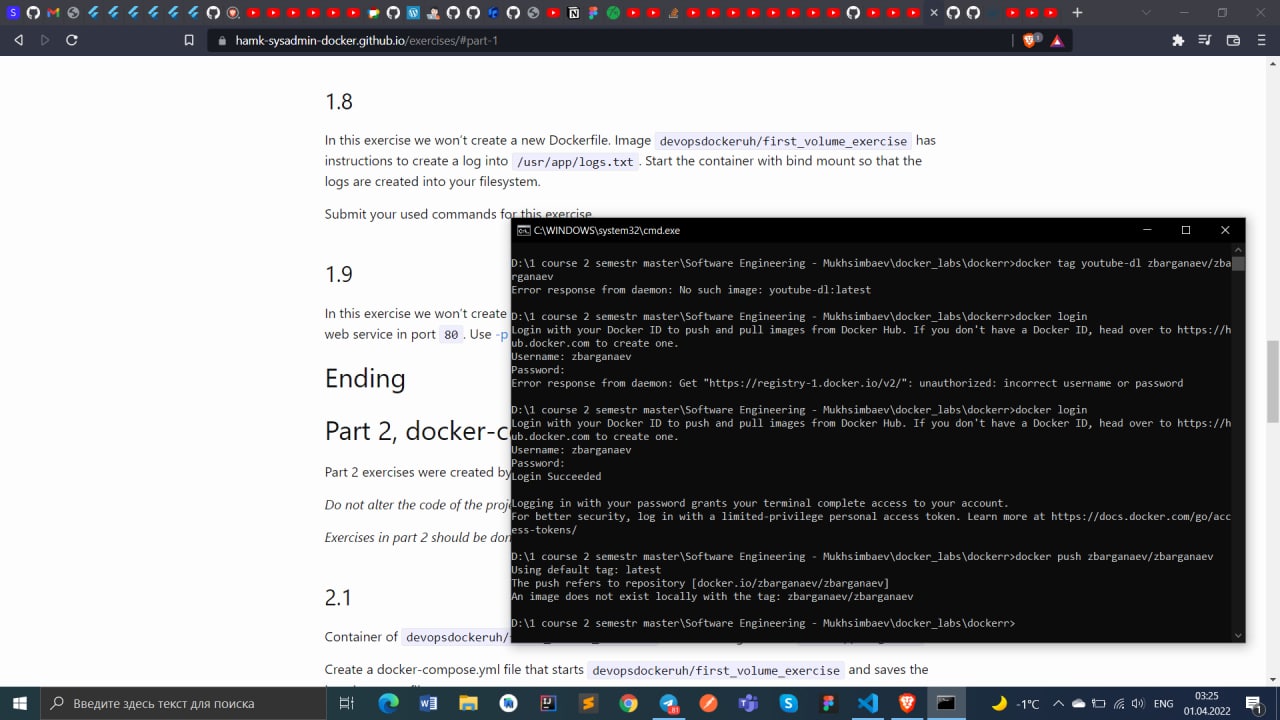 hamk-sysadmin-docker.github.io/exercises/#part-1
1.8
In this exercise we won't create a new Dockerfile. Image devopsdockeruh/first_volume_exercise has
instructions to create a log into /usr/app/logs.txt. Start the container with bind mount so that the
logs are created into your filesystem.
Submit your used commands for this exercise.
1.9
In this exercise we won't create
web service in port 80. Use -p
Ending
Part 2, docker-c
Part 2 exercises were created by
Do not alter the code of the proje
Exercises in part 2 should be don
2.1
Container of devopsdockeruh/
Create a docker-compose.yml file that starts devopsdockeruh/first_volume_exercise and saves the
C:\WINDOWS\system32\cmd.exe
D:\1 course 2 semestr master\Software Engineering - Mukhsimbaev\docker_labs\dockerr>docker tag youtube-dl zbarganaev/zba
rganaev
Error response from daemon: No such image: youtube-dl:latest
D:\1 course 2 semestr master\Software Engineering - Mukhsimbaev\docker_labs\dockerr>docker login
Login with your Docker ID to push and pull images from Docker Hub. If you don't have a Docker ID, head over to https://h
ub.docker.com to create one.
Username: zbarganaev
Password:
Error response from daemon: Get "https://registry-1.docker.io/v2/": unauthorized: incorrect username or password
D:\1 course 2 semestr master\Software Engineering - Mukhsimbaev\docker_labs\dockerr>docker login
Login with your Docker ID to push and pull images from Docker Hub. If you don't have a Docker ID, head over to https://h
ub.docker.com to create one.
Username: zbarganaev
Password:
Login Succeeded
Logging in with your password grants your terminal complete access to your account.
For better security, log in with a limited-privilege personal access token. Learn more at https://docs.docker.com/go/acc
ess-tokens/
D:\1 course 2 semestr master\Software Engineering - Mukhsimbaev\docker_labs\dockerr>docker push zbarganaev/zbarganaev
Using default tag: latest
The push refers to repository [docker.io/zbarganaev/zbarganaev]
An image does not exist locally with the tag: zbarganaev/zbarganaev
D:\1 course 2 semestr master\Software Engineering - Mukhsimbaev\docker_labs\dockerr>
Введите здесь текст для поиска
-1°C
ENG
03:25
01.04.2022